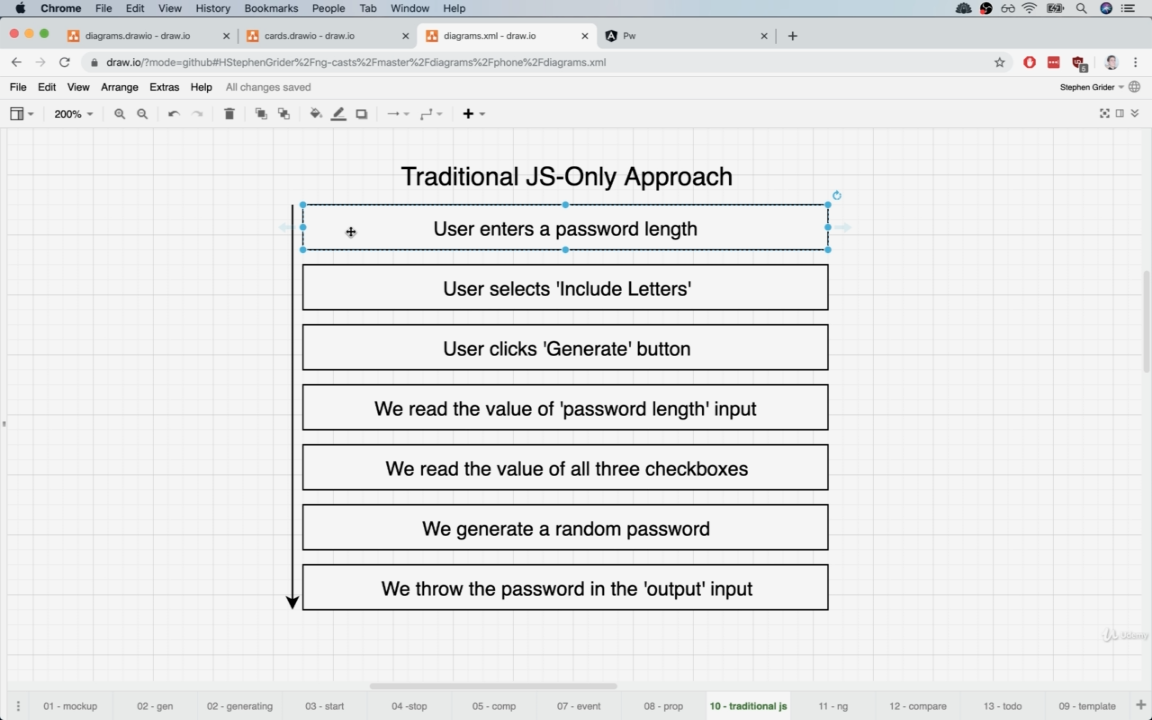 Chrome File Edit View History Bookmarks People Tab Window Help
diagrams.drawio - draw.io cards.drawio - draw.io diagrams.xml - draw.io Pw
draw.io/?mode=github#HStephenGrider%2Fng-casts%2Fmaster%2Fdiagrams%2Fphone%2Fdiagrams.xml
File Edit View Arrange Extras Help All changes saved Stephen Grider
200%
Traditional JS-Only Approach
User enters a password length
User selects 'Include Letters'
User clicks 'Generate' button
We read the value of 'password length' input
We read the value of all three checkboxes
We generate a random password
We throw the password in the 'output' input
Udemy
01 - mockup 02 - gen 02 - generating 03 - start 04 -stop 05 - comp 07 - event 08 - prop 10 - traditional js 11 - ng 12 - compare 13 - todo 09 - template